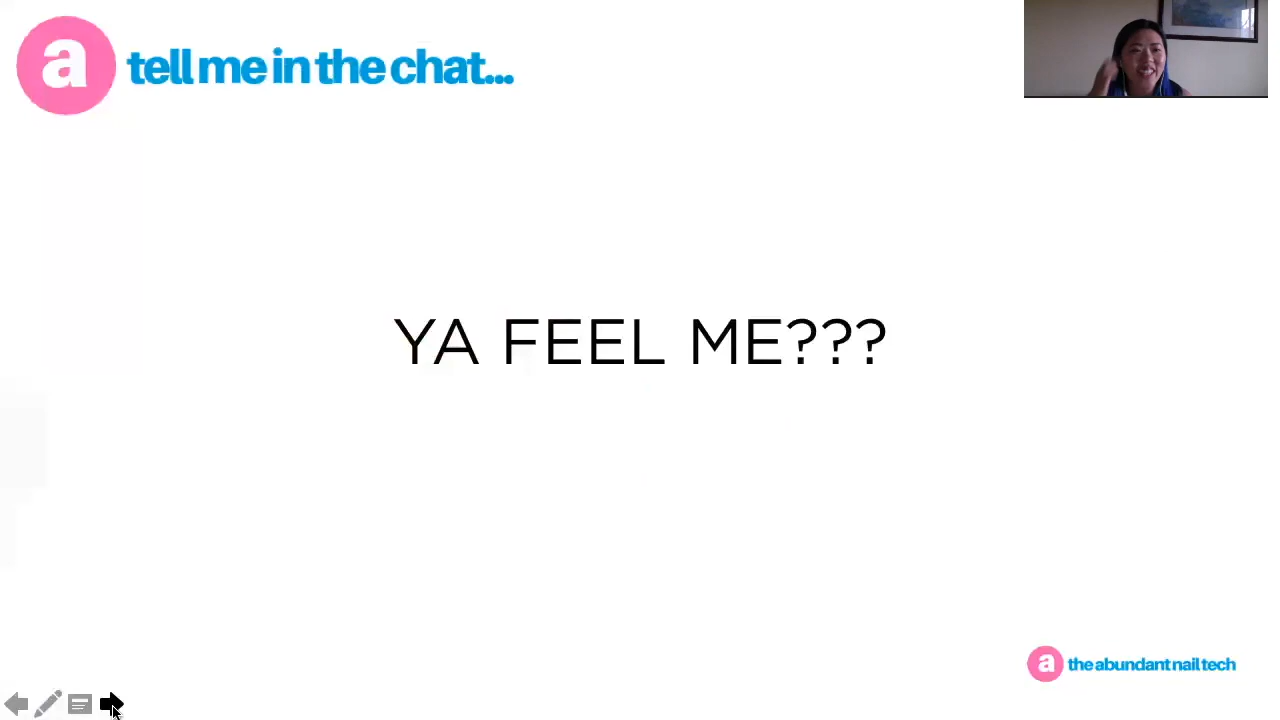 a tell me in the chat...
YA FEEL ME???
a the abundant nail tech